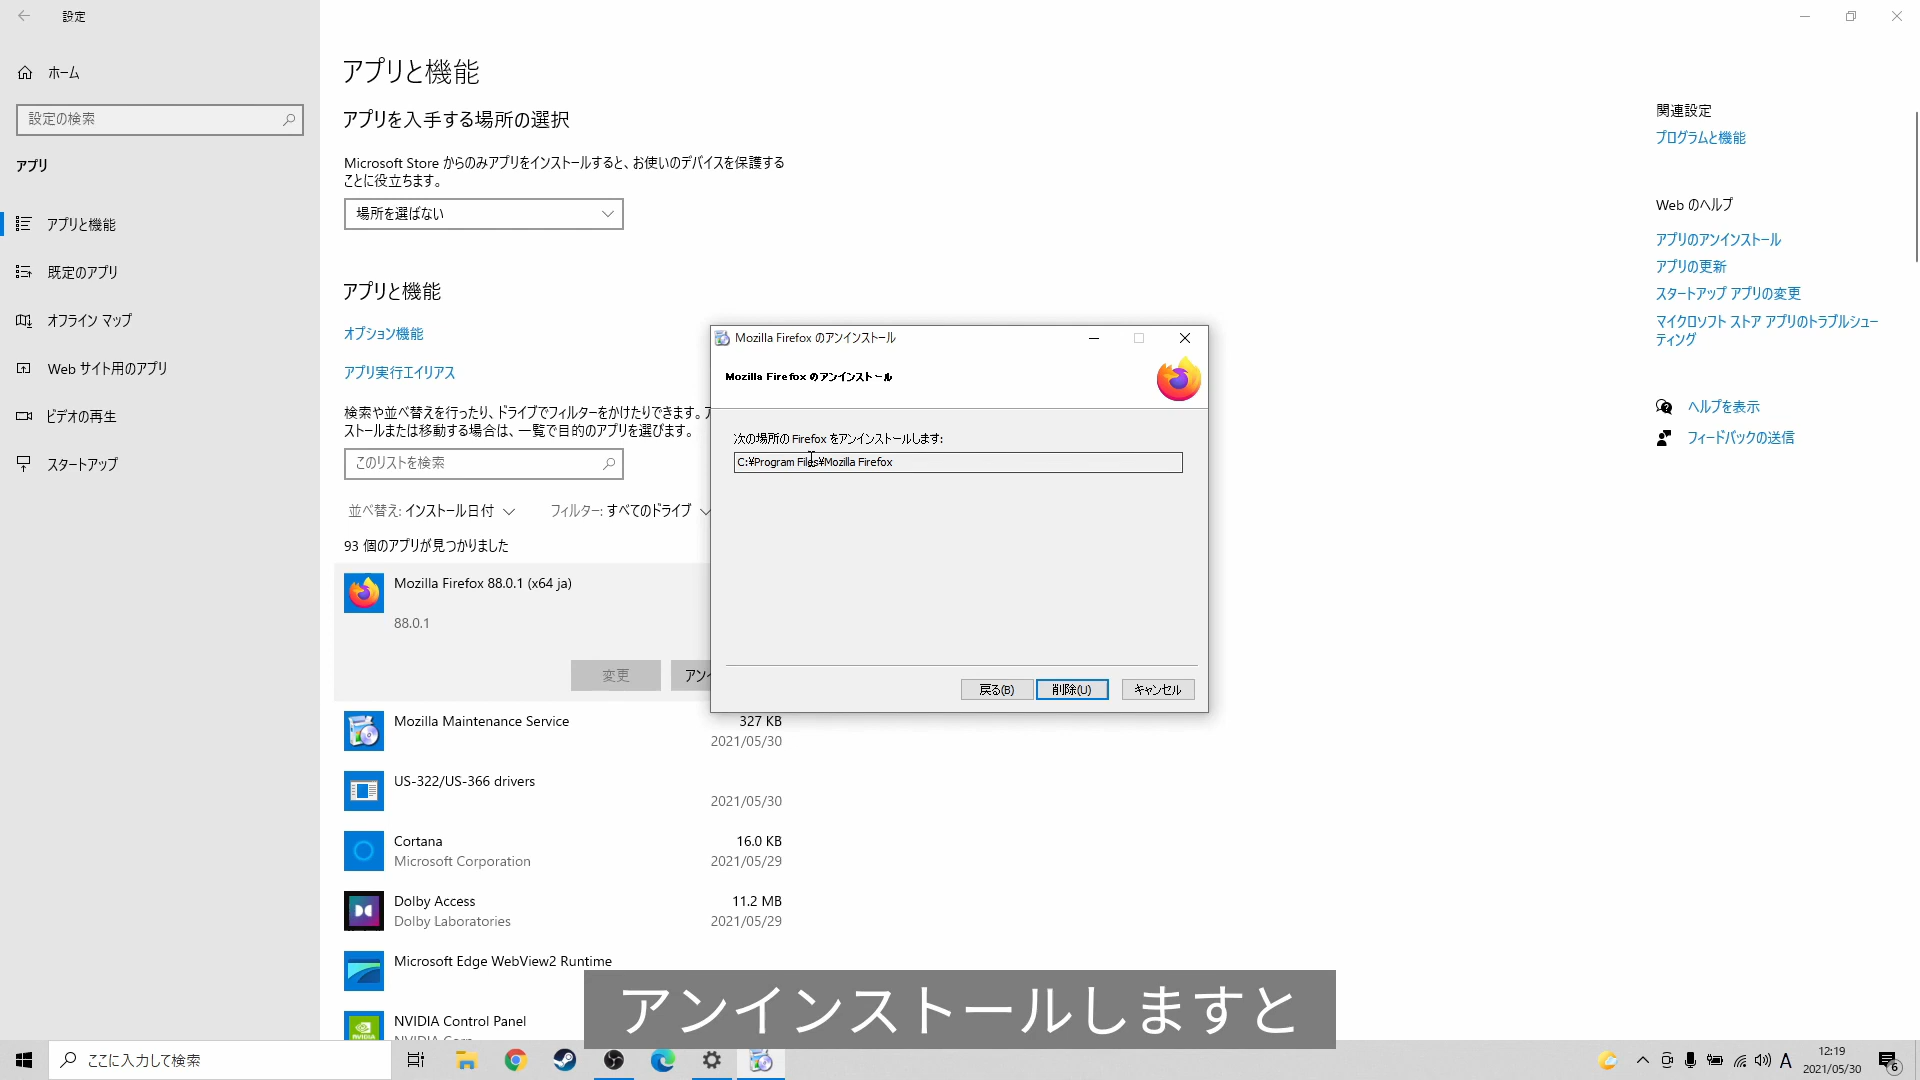 設定
ホーム
設定の検索
アプリ
アプリと機能
既定のアプリ
オフライン マップ
Web サイト用のアプリ
ビデオの再生
スタートアップ
アプリと機能
アプリを入手する場所の選択
Microsoft Store からのみアプリをインストールすると、お使いのデバイスを保護する
ことに役立ちます。
場所を選ばない
アプリと機能
オプション機能
アプリ実行エイリアス
検索や並べ替えを行ったり、ドライブでフィルターをかけたりできます。ア
ストールまたは移動する場合は、一覧で目的のアプリを選びます。
このリストを検索
並べ替え: インストール日付 フィルター: すべてのドライブ
93 個のアプリが見つかりました
Mozilla Firefox 88.0.1 (x64 ja)
88.0.1
変更
アンイ
Mozilla Maintenance Service 327 KB
2021/05/30
US-322/US-366 drivers
2021/05/30
Cortana 16.0 KB
Microsoft Corporation 2021/05/29
Dolby Access 11.2 MB
Dolby Laboratories 2021/05/29
Microsoft Edge WebView2 Runtime
NVIDIA Control Panel
Mozilla Firefox のアンインストール
Mozilla Firefox のアンインストール
次の場所の Firefox をアンインストールします:
C:¥Program Files¥Mozilla Firefox
戻る(B) 削除(U) キャンセル
関連設定
プログラムと機能
Web のヘルプ
アプリのアンインストール
アプリの更新
スタートアップ アプリの変更
マイクロソフト ストア アプリのトラブルシュー
ティング
ヘルプを表示
フィードバックの送信
アンインストールしますと
ここに入力して検索
A
12:19
2021/05/30
6